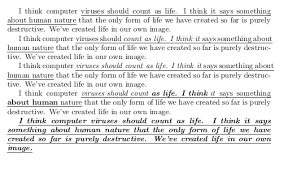 I think computer viruses should count as life. I think it says something
about human nature that the only form of life we have created so far is purely
destructive. We've created life in our own image.
I think computer viruses should count as life. I think it says something about
human nature that the only form of life we have created so far is purely destruc-
tive. We've created life in our own image.
I think computer viruses should count as life. I think it says something about
human nature that the only form of life we have created so far is purely destruc-
tive. We've created life in our own image.
I think computer viruses should count as life. I think it says something
about human nature that the only form of life we have created so far is purely
destructive. We've created life in our own image.
I think computer viruses should count as life. I think it says
something about human nature that the only form of life we have
created so far is purely destructive. We've created life in our own
image.